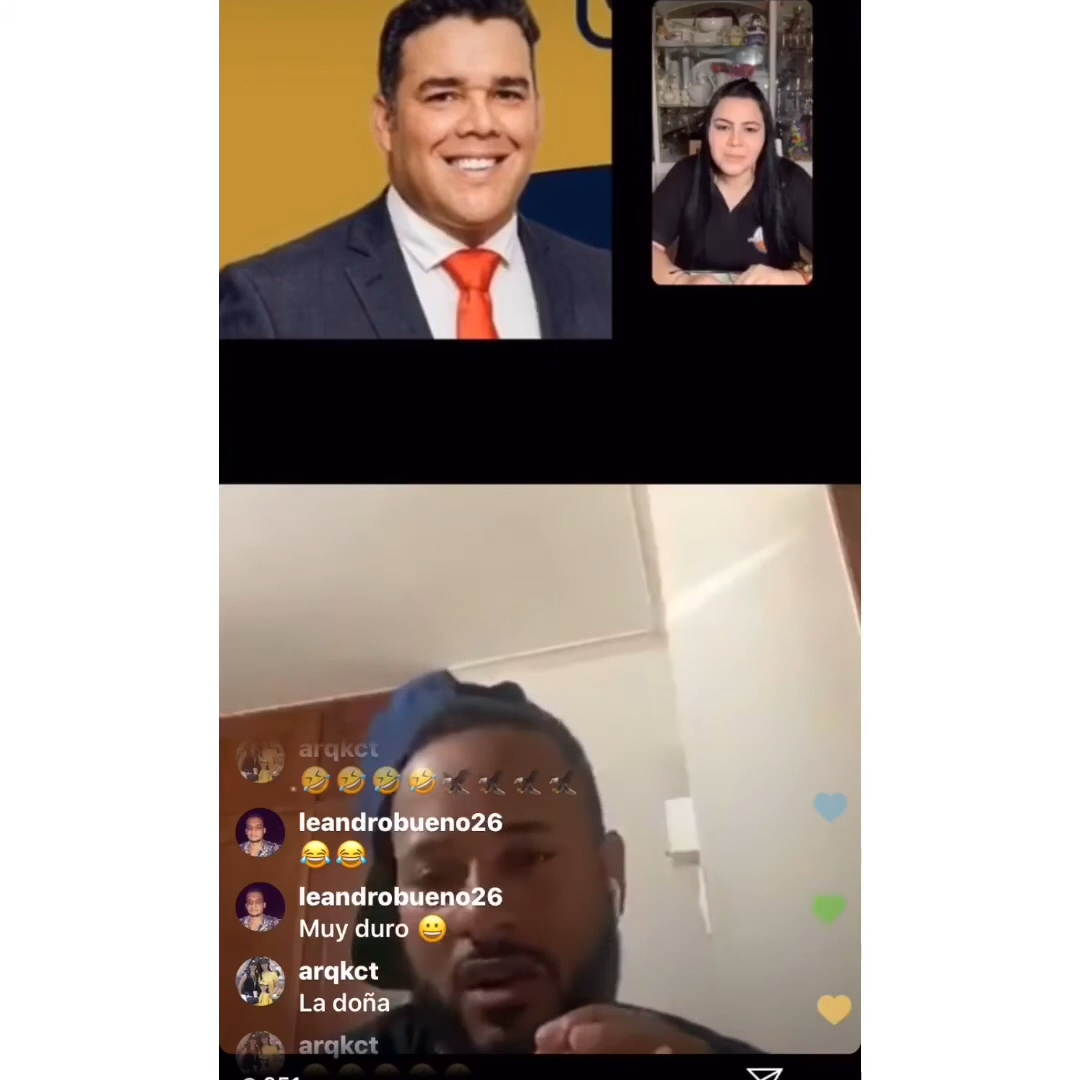 arqkct
🤣🤣🤣🤣🦅🦅🦅🦅
leandrobueno26
😂😂
leandrobueno26
Muy duro 😀
arqkct
La doña
arqkct